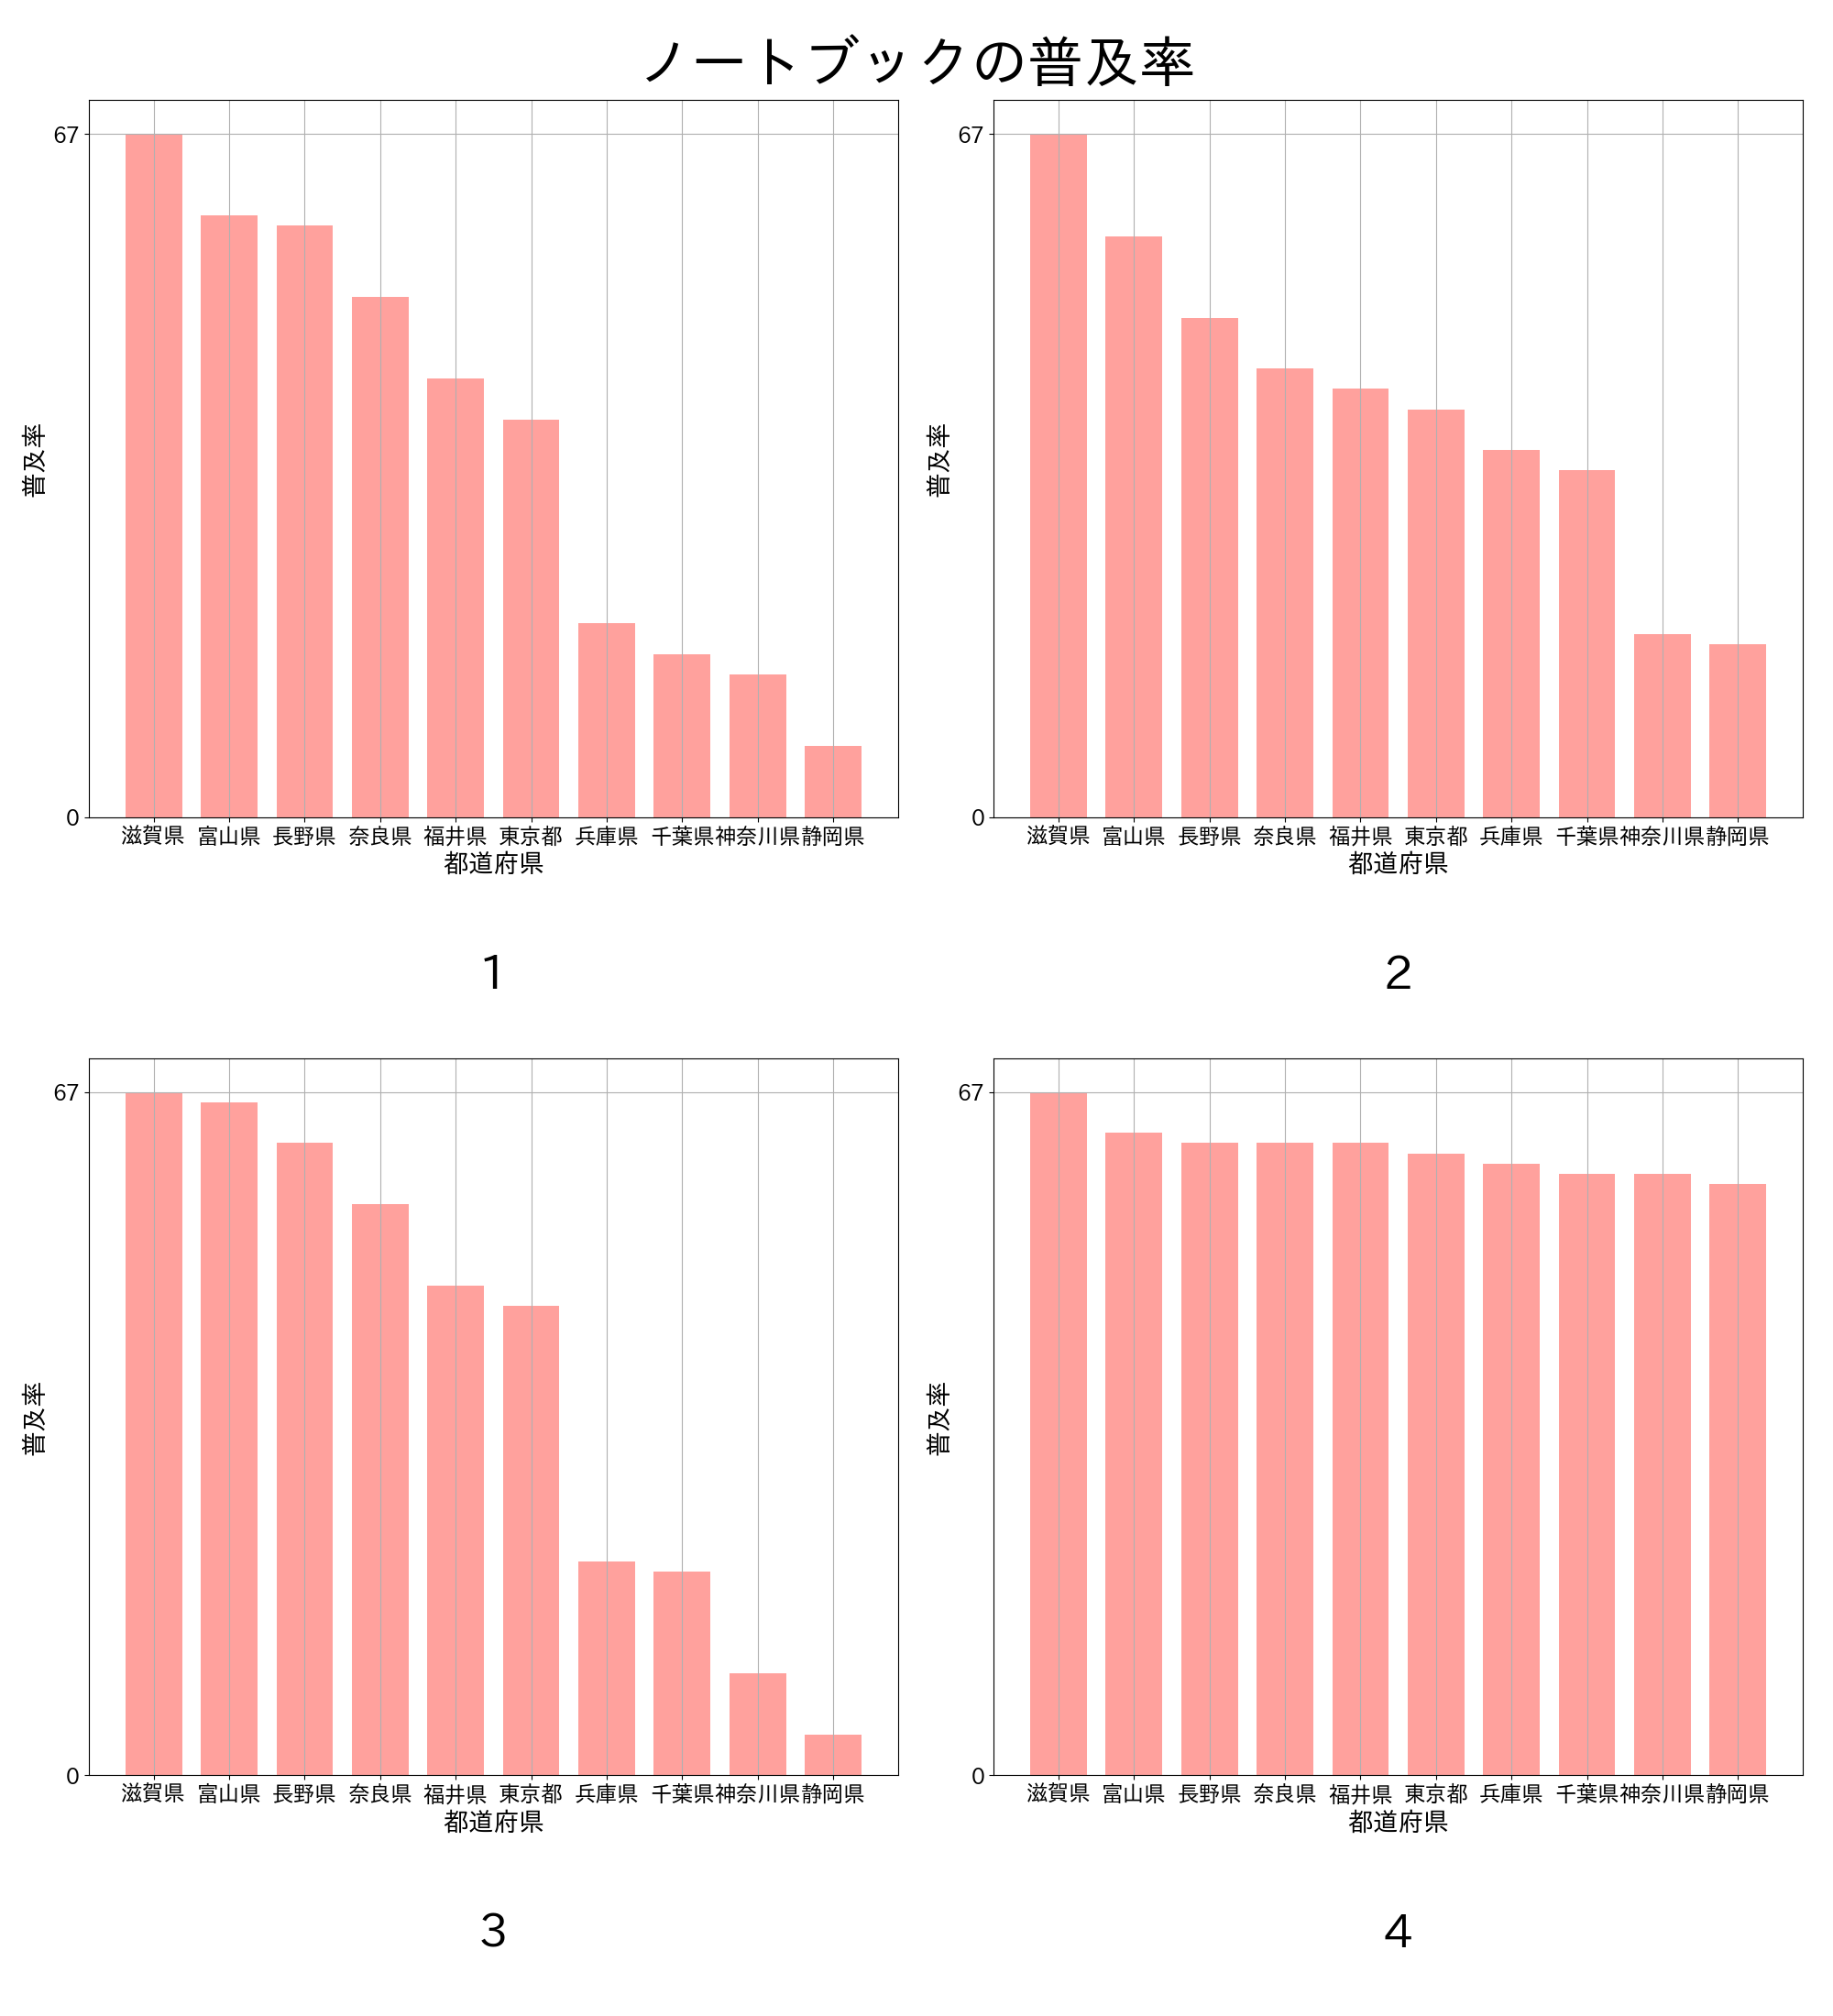 ノートブックの普及率
67
0
普及率
滋賀県 富山県 長野県 奈良県 福井県 東京都 兵庫県 千葉県 神奈川県 静岡県
都道府県
1
67
0
普及率
滋賀県 富山県 長野県 奈良県 福井県 東京都 兵庫県 千葉県 神奈川県 静岡県
都道府県
2
67
0
普及率
滋賀県 富山県 長野県 奈良県 福井県 東京都 兵庫県 千葉県 神奈川県 静岡県
都道府県
3
67
0
普及率
滋賀県 富山県 長野県 奈良県 福井県 東京都 兵庫県 千葉県 神奈川県 静岡県
都道府県
4